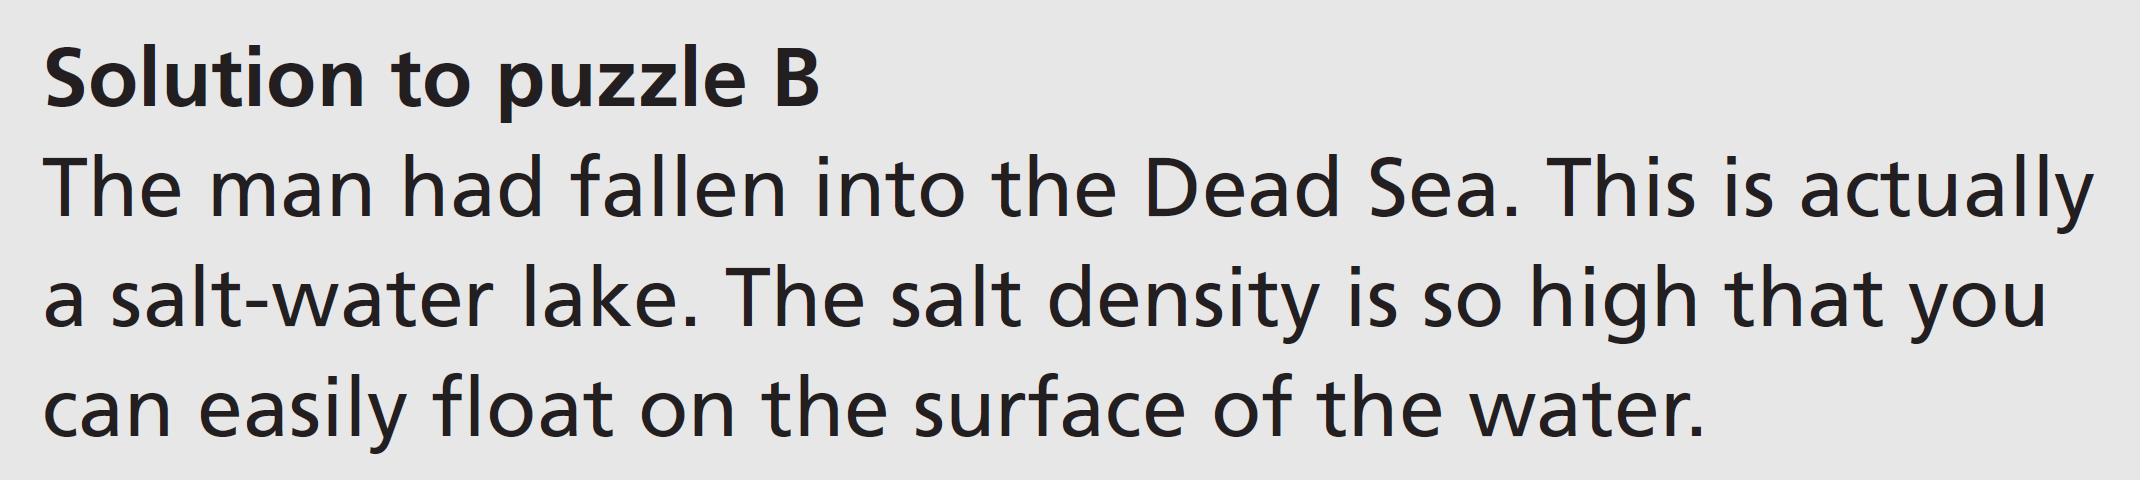 Solution to puzzle B
The man had fallen into the Dead Sea. This is actually
a salt-water lake. The salt density is so high that you
can easily float on the surface of the water.